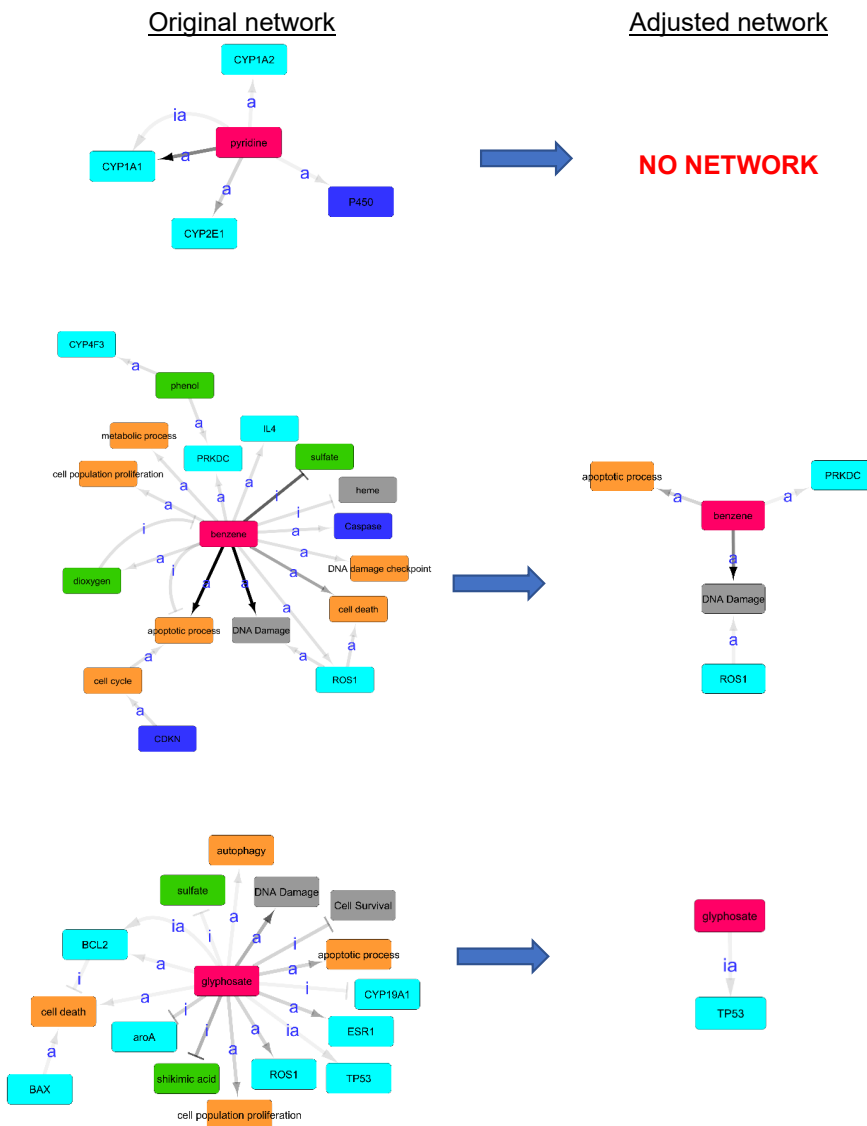 Original network
Adjusted network
CYP1A2
a
ia
pyridine
CYP1A1
a
a
a
P450
CYP2E1
NO NETWORK
CYP4F3
a
phenol
a
metabolic process
IL4
PRKDC
sulfate
cell population proliferation
a
a
a
i
heme
a
i
i
benzene
a
Caspase
a
a
dioxygen
i
a
a
a
DNA damage checkpoint
cell death
apoptotic process
DNA Damage
a
a
a
a
cell cycle
a
ROS1
a
CDKN
apoptotic process
PRKDC
a
a
benzene
a
DNA Damage
a
ROS1
autophagy
sulfate
DNA Damage
Cell Survival
ia
i
a
a
i
BCL2
apoptotic process
a
a
i
glyphosate
i
CYP19A1
cell death
a
i
a
ESR1
aroA
i
a
ia
a
a
BAX
shikimic acid
ROS1
TP53
cell population proliferation
glyphosate
ia
TP53